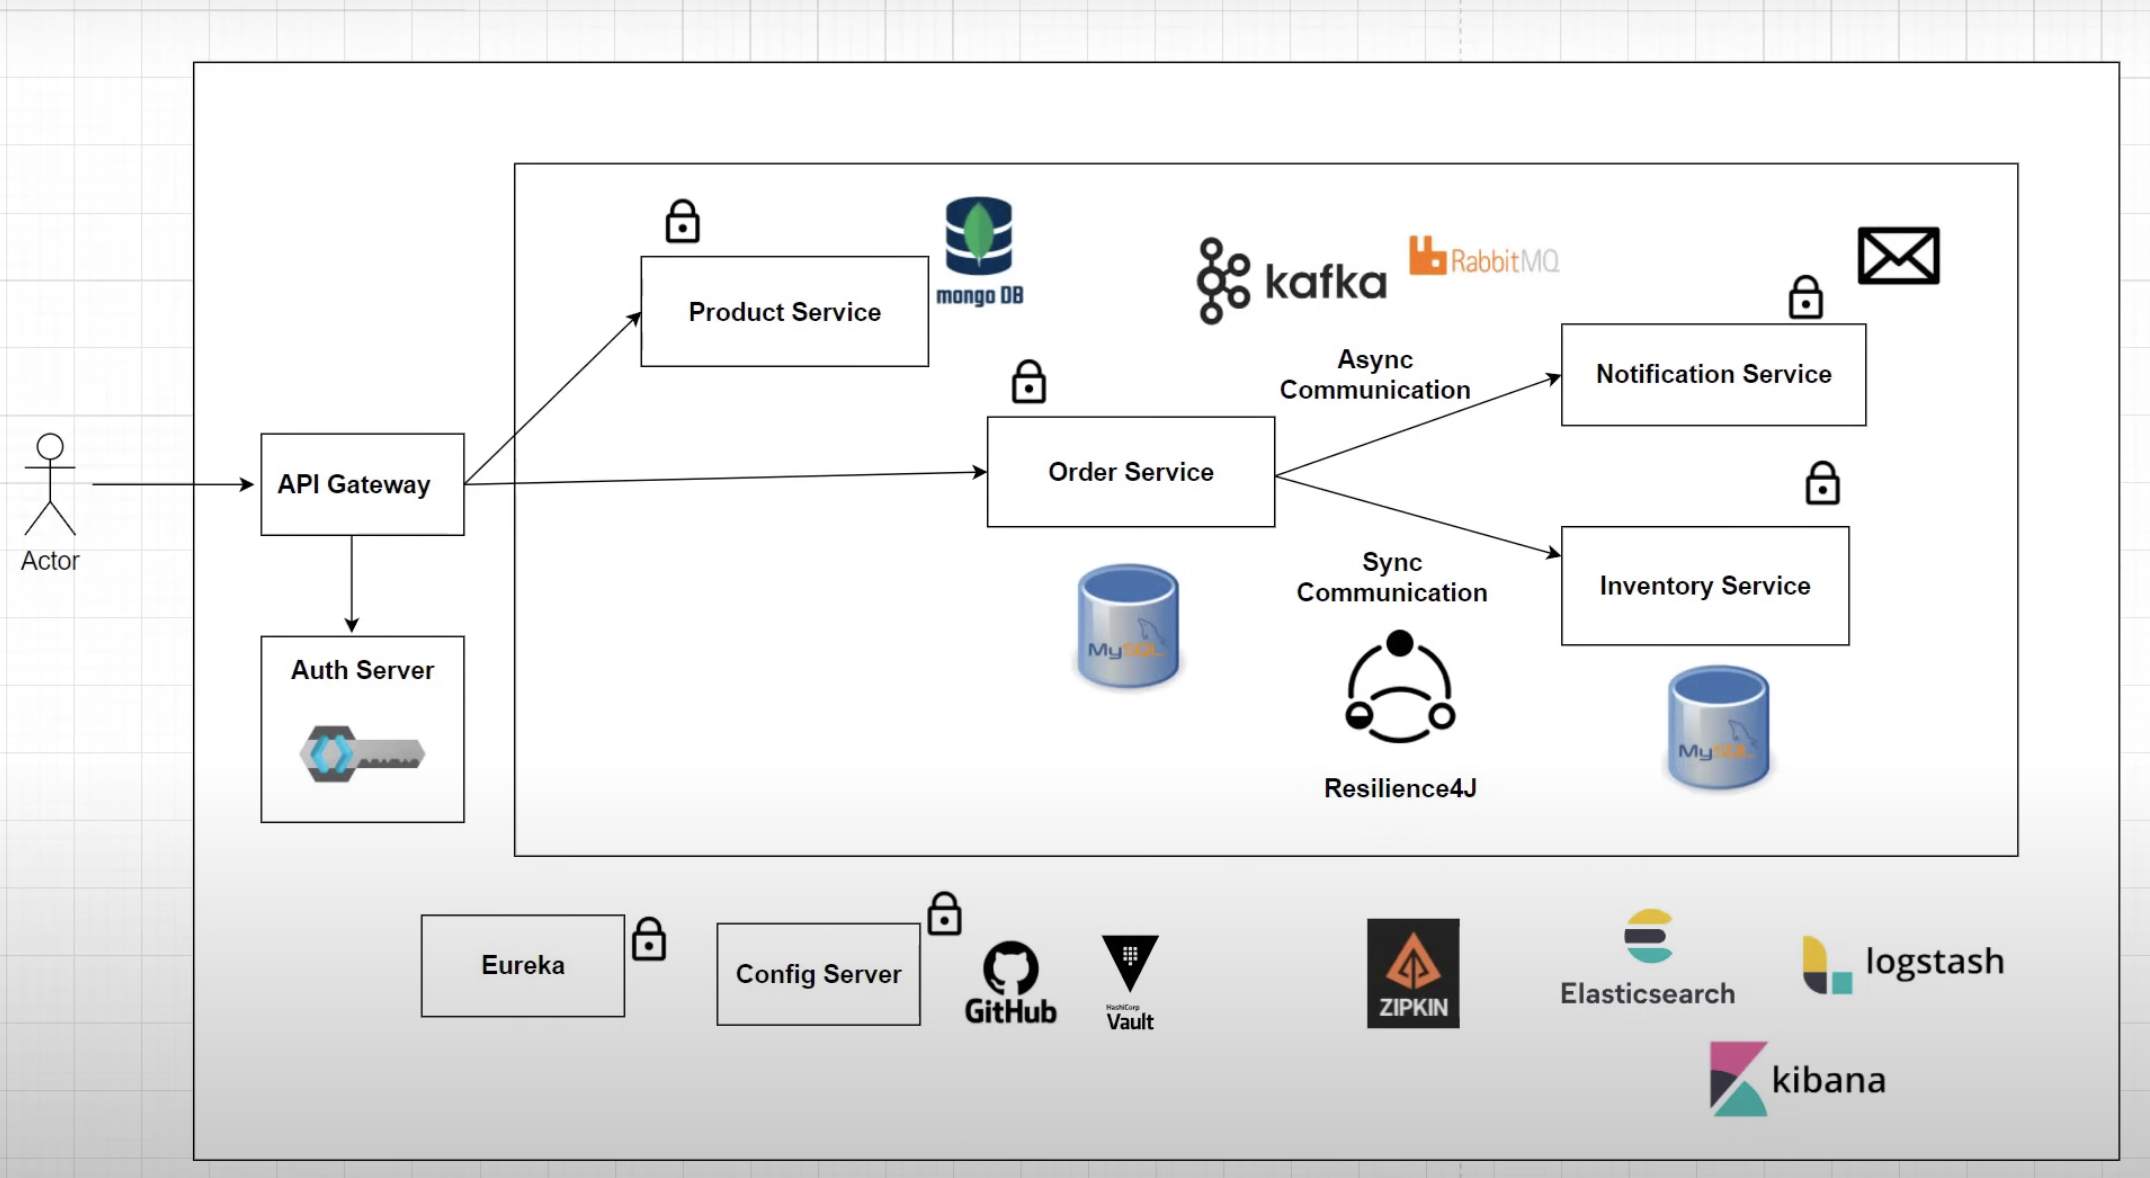 mongo DB
kafka
RabbitMQ
Product Service
Async
Communication
Notification Service
Order Service
API Gateway
Actor
Sync
Communication
Inventory Service
MySQL
Auth Server
MySQL
Resilience4J
Eureka
Config Server
GitHub
HashiCorp
Vault
ZIPKIN
Elasticsearch
logstash
kibana